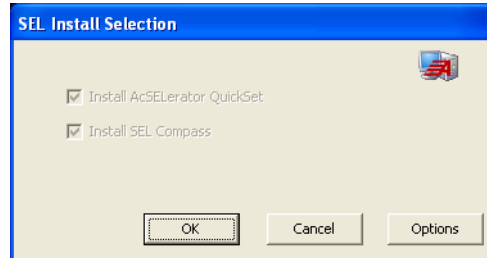 SEL Install Selection
Install AcSELerator QuickSet
Install SEL Compass
OK Cancel Options